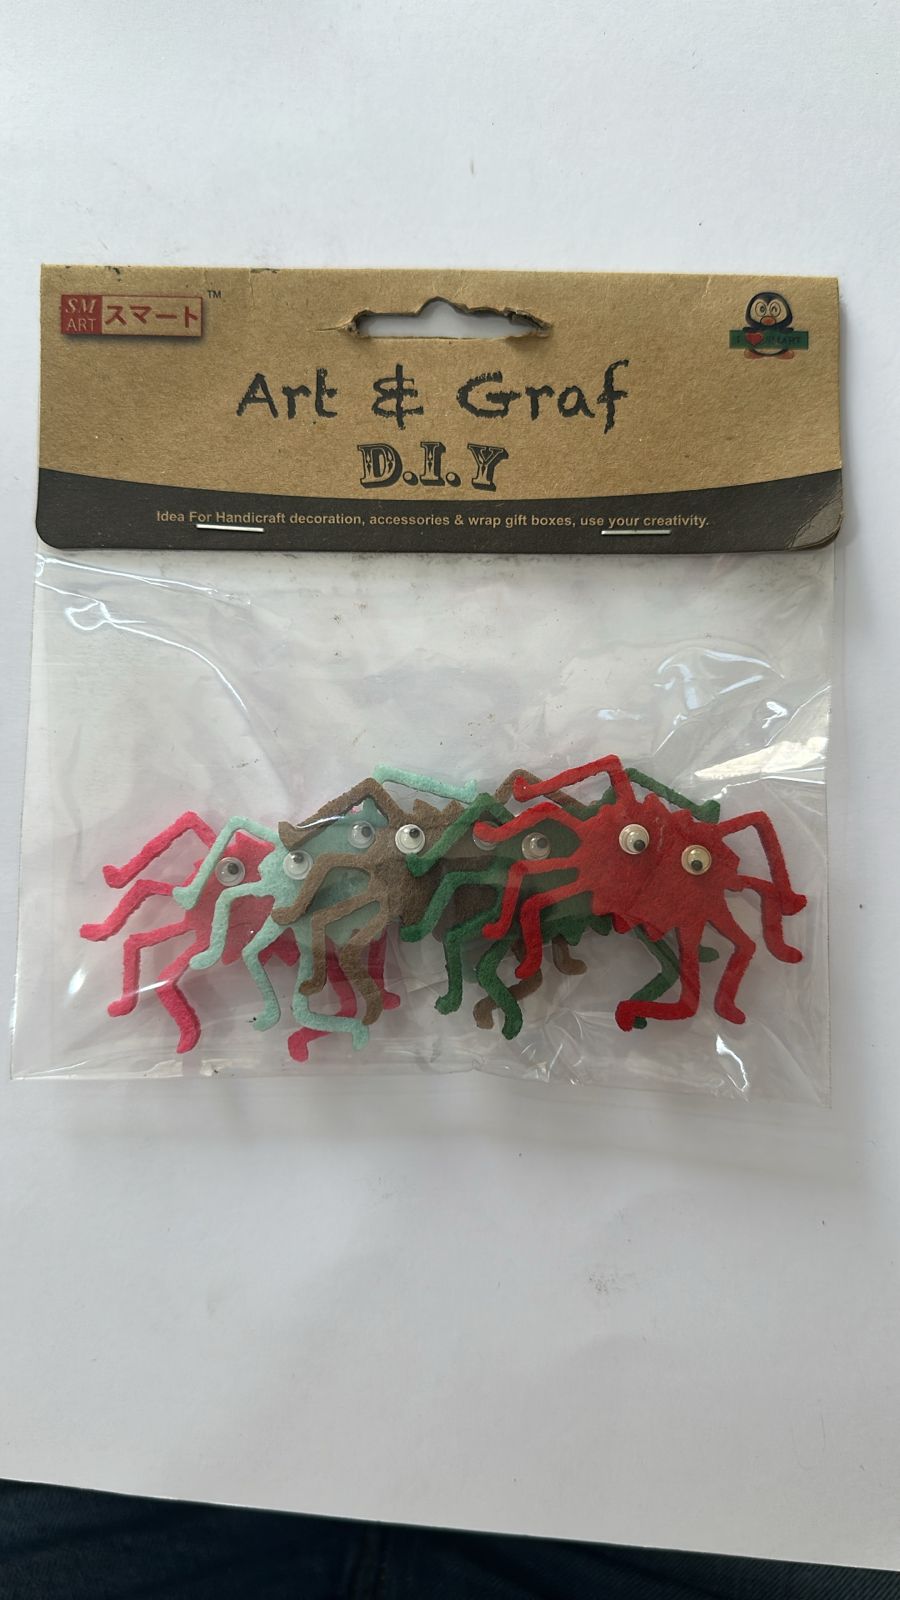 SM
ART
スマート
TM
I ❤ SMART
Art & Graf
D.I.Y
Idea For Handicraft decoration, accessories & wrap gift boxes, use your creativity.